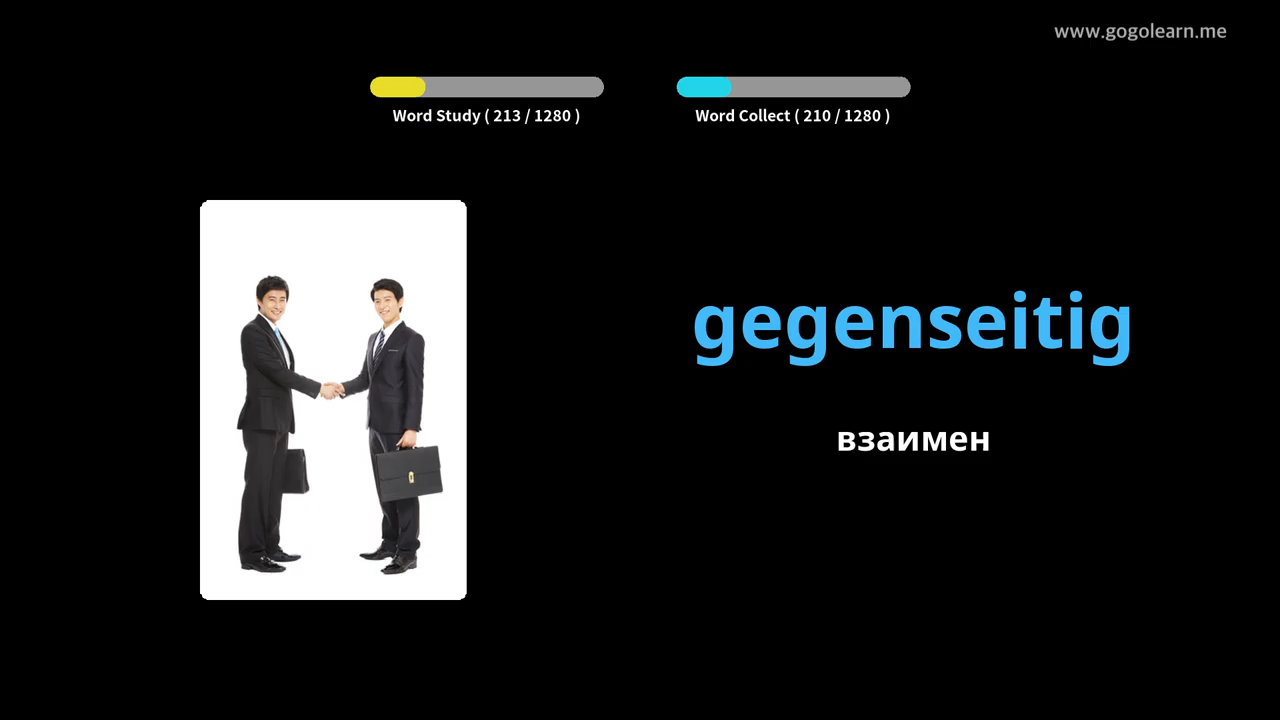 www.gogolearn.me
Word Study ( 213 / 1280 )
Word Collect ( 210 / 1280 )
gegenseitig
взаимен